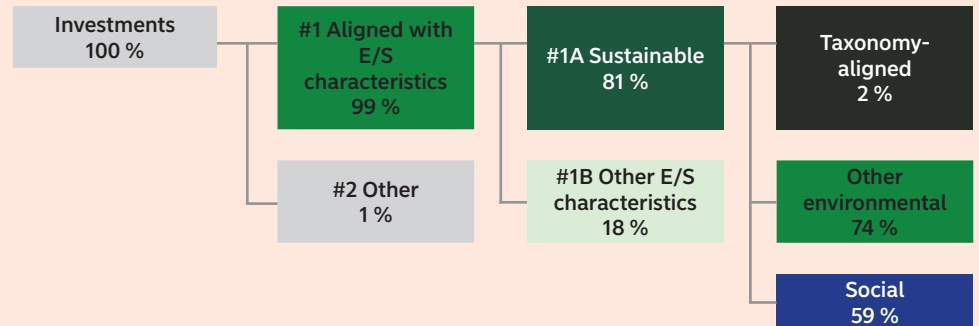 Investments
100 %
#1 Aligned with
E/S
characteristics
99 %
#1A Sustainable
81 %
Taxonomy-
aligned
2 %
#2 Other
1 %
#1B Other E/S
characteristics
18 %
Other
environmental
74 %
Social
59 %